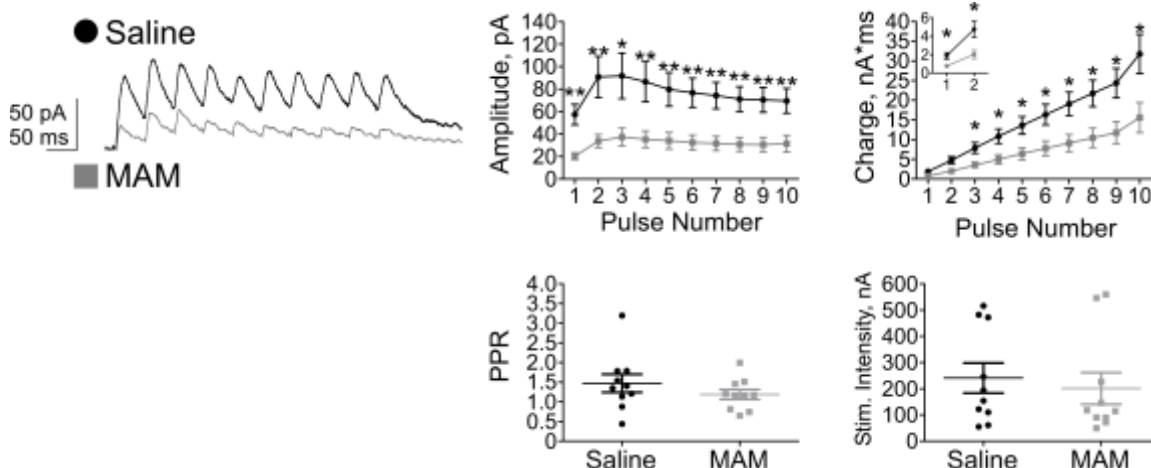 Saline
50 pA
50 ms
MAM
Amplitude, pA
140
120
100
80
60
40
20
0
** ** * ** ** ** ** ** ** **
1 2 3 4 5 6 7 8 9 10
Pulse Number
Charge, nA*ms
40
35
30
25
20
15
10
5
0
6
4
2
0
* *
1 2
* * * * * * * *
1 2 3 4 5 6 7 8 9 10
Pulse Number
PPR
4.0
3.5
3.0
2.5
2.0
1.5
1.0
0.5
0
Saline MAM
Stim. Intensity, nA
600
500
400
300
200
100
0
Saline MAM